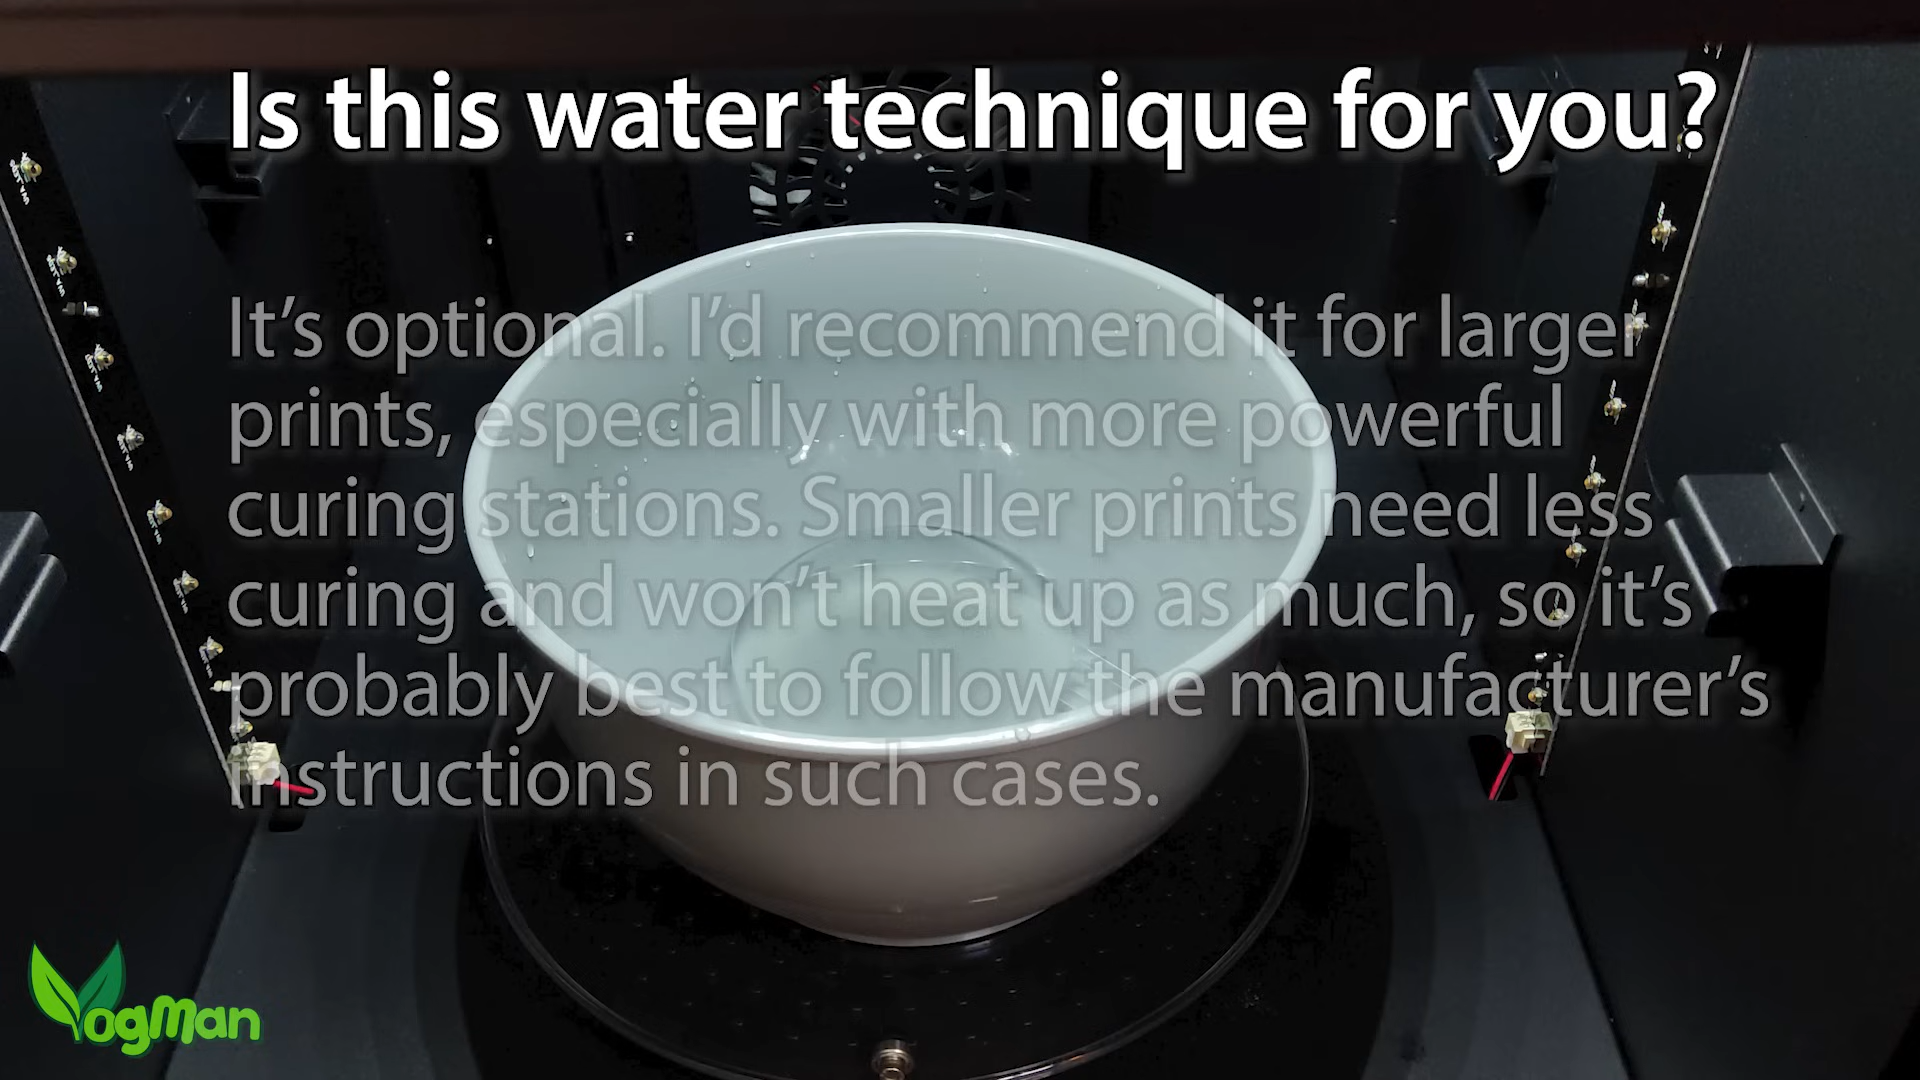 Is this water technique for you?
It’s optional. I’d recommend it for larger
prints, especially with more powerful
curing stations. Smaller prints need less
curing and won’t heat up as much, so it’s
probably best to follow the manufacturer’s
instructions in such cases.
YogMan